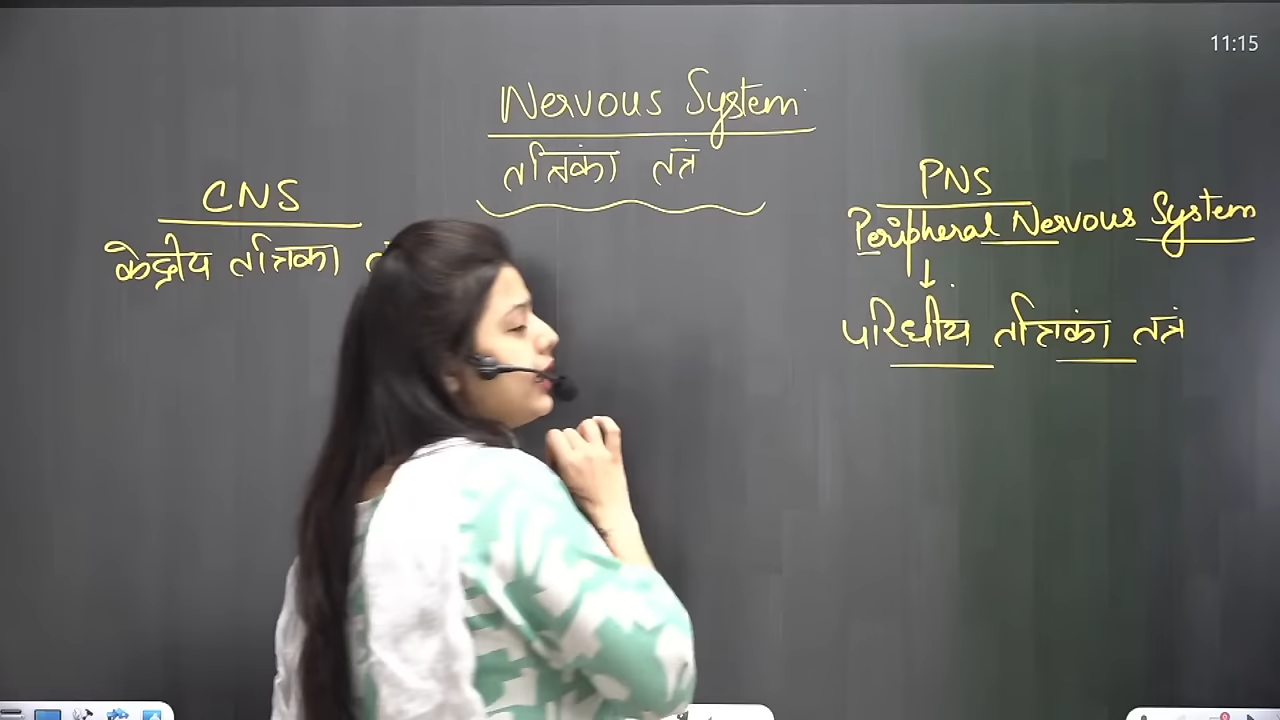 11:15
Nervous System
तंत्रिका तंत्र
CNS
केंद्रीय तंत्रिका
PNS
Peripheral Nervous System
↓
परिधीय तंत्रिका तंत्र